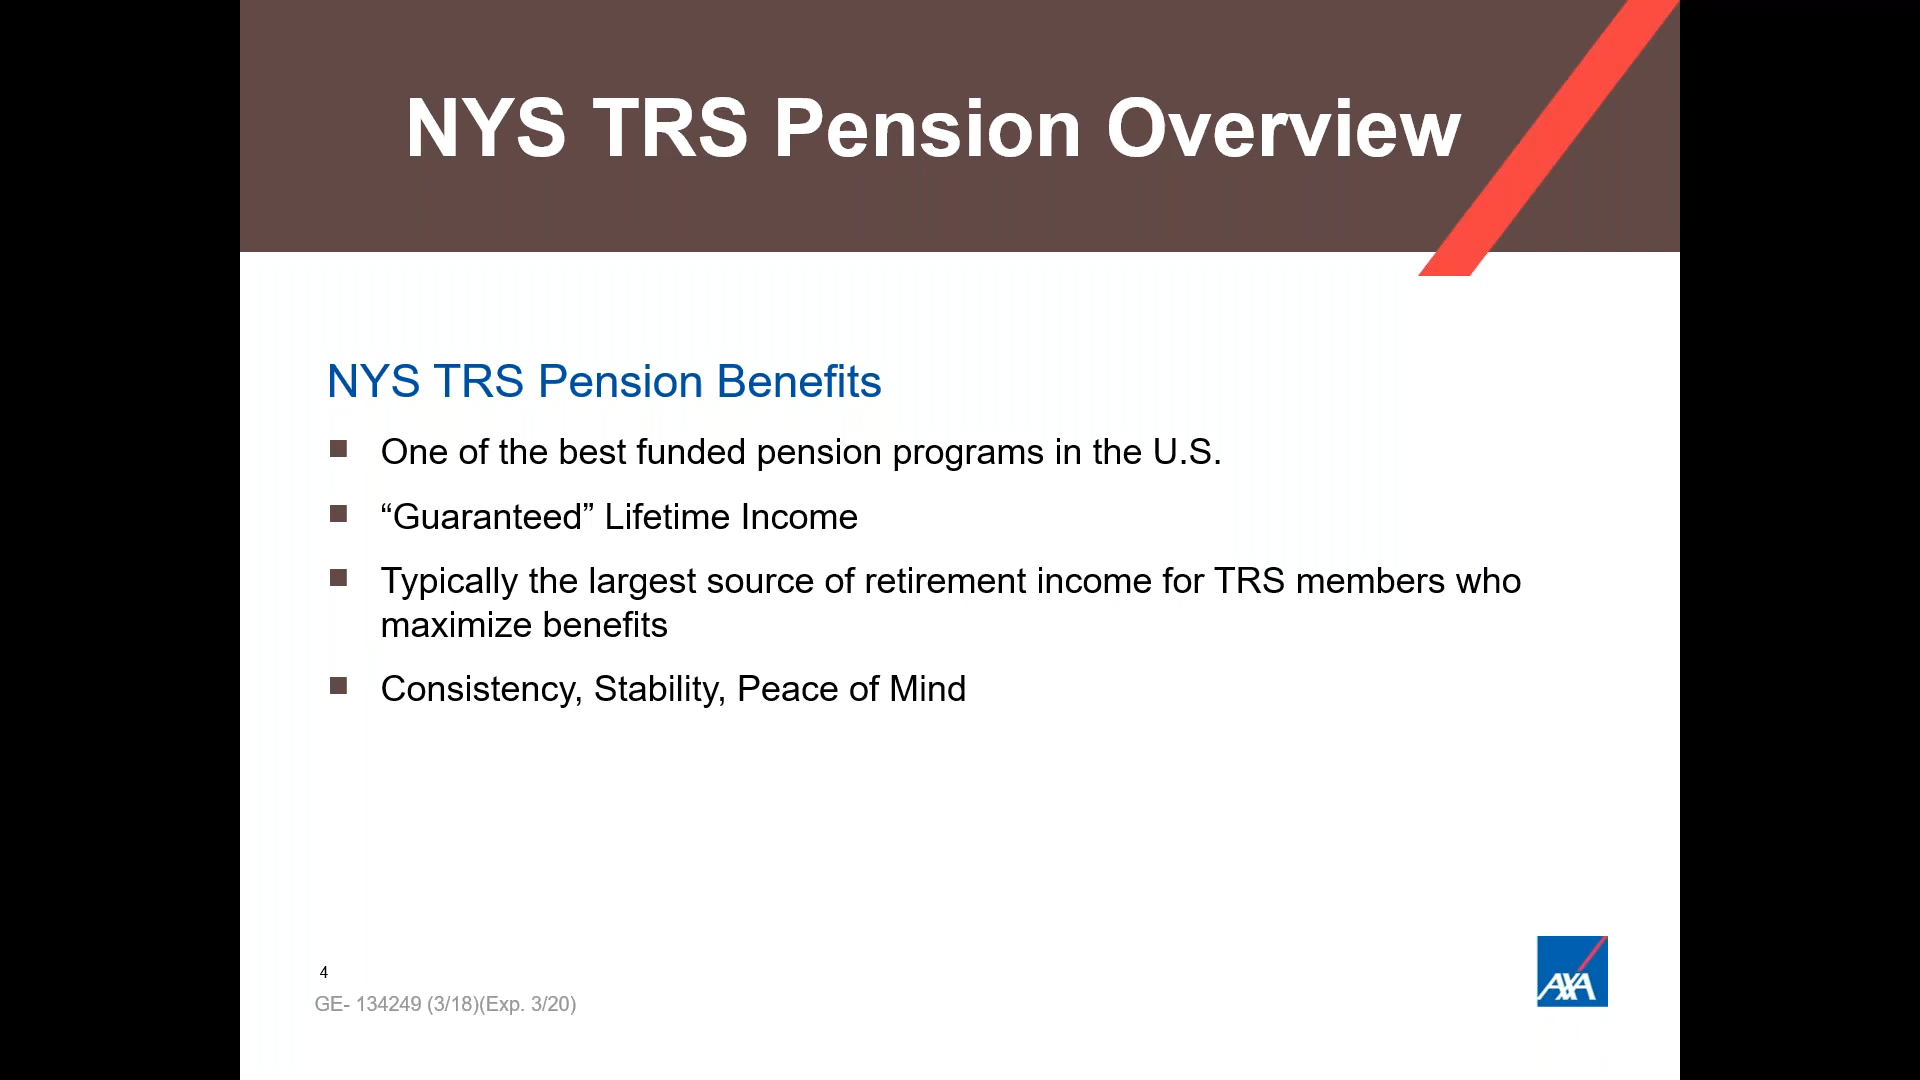 NYS TRS Pension Overview
NYS TRS Pension Benefits
One of the best funded pension programs in the U.S.
“Guaranteed” Lifetime Income
Typically the largest source of retirement income for TRS members who
maximize benefits
Consistency, Stability, Peace of Mind
4
GE- 134249 (3/18)(Exp. 3/20)
AXA